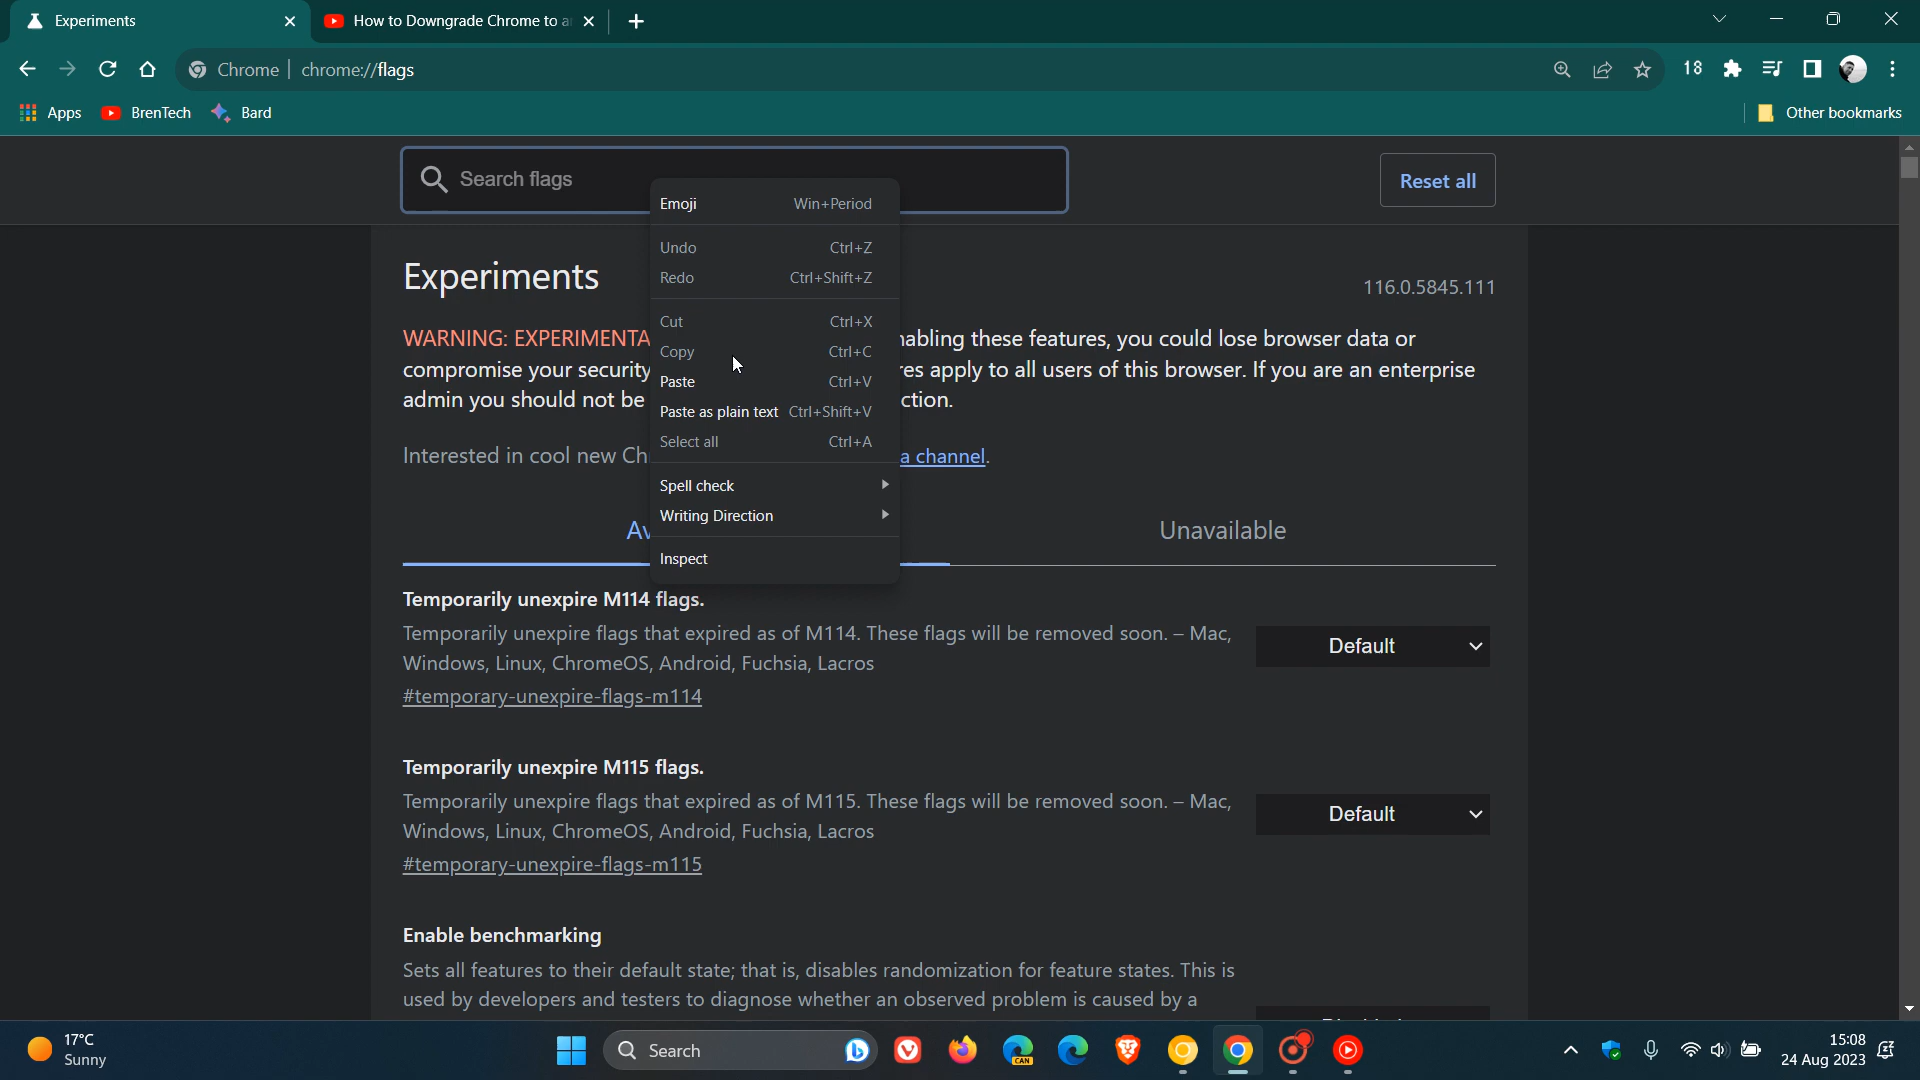 Experiments
How to Downgrade Chrome to a
Chrome | chrome://flags
18
Apps
BrenTech
Bard
Other bookmarks
Search flags
Reset all
Emoji Win+Period
Undo Ctrl+Z
Redo Ctrl+Shift+Z
Cut Ctrl+X
Copy Ctrl+C
Paste Ctrl+V
Paste as plain text Ctrl+Shift+V
Select all Ctrl+A
Spell check
Writing Direction
Inspect
Experiments
116.0.5845.111
WARNING: EXPERIMENTA abling these features, you could lose browser data or
compromise your security res apply to all users of this browser. If you are an enterprise
admin you should not be ction.
Interested in cool new Ch a channel.
Av
Unavailable
Temporarily unexpire M114 flags.
Temporarily unexpire flags that expired as of M114. These flags will be removed soon. – Mac,
Windows, Linux, ChromeOS, Android, Fuchsia, Lacros
#temporary-unexpire-flags-m114
Default
Temporarily unexpire M115 flags.
Temporarily unexpire flags that expired as of M115. These flags will be removed soon. – Mac,
Windows, Linux, ChromeOS, Android, Fuchsia, Lacros
#temporary-unexpire-flags-m115
Default
Enable benchmarking
Sets all features to their default state; that is, disables randomization for feature states. This is
used by developers and testers to diagnose whether an observed problem is caused by a
17°C
Sunny
Search
CAN
15:08
24 Aug 2023